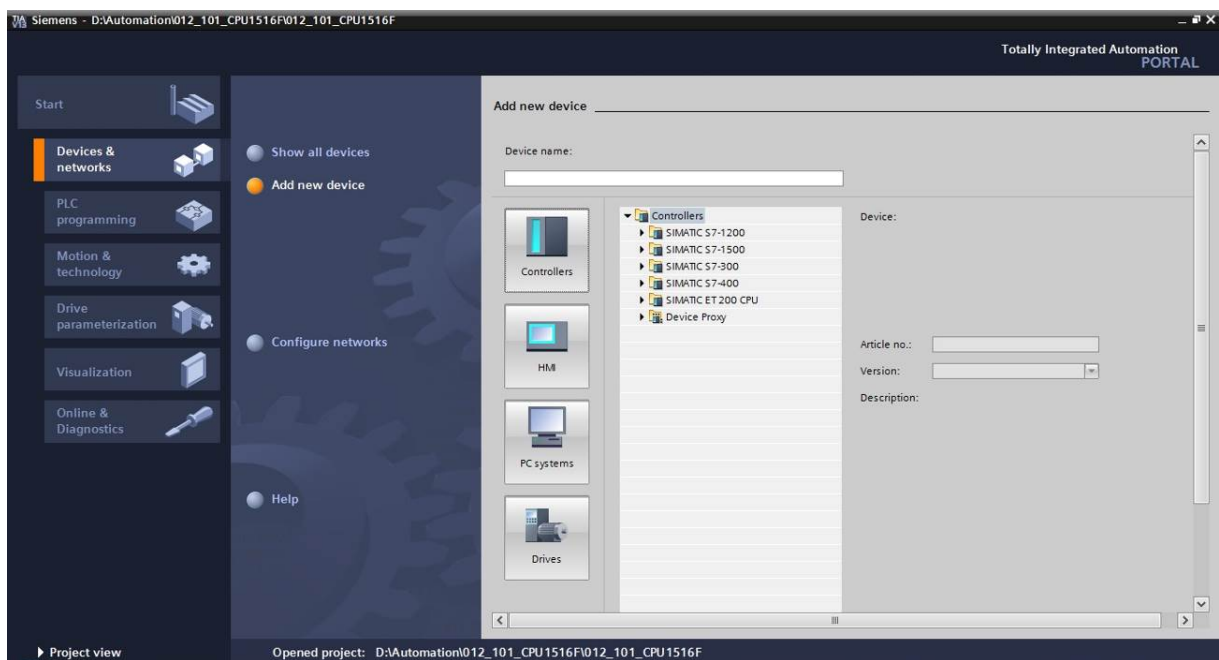 Siemens - D:\Automation\012_101_CPU1516F\012_101_CPU1516F
Totally Integrated Automation
PORTAL
Start
Devices &
networks
PLC
programming
Motion &
technology
Drive
parameterization
Visualization
Online &
Diagnostics
Show all devices
Add new device
Configure networks
Help
Add new device
Device name:
Controllers
HMI
PC systems
Drives
Controllers
SIMATIC S7-1200
SIMATIC S7-1500
SIMATIC S7-300
SIMATIC S7-400
SIMATIC ET 200 CPU
Device Proxy
Device:
Article no.:
Version:
Description:
Project view
Opened project: D:\Automation\012_101_CPU1516F\012_101_CPU1516F